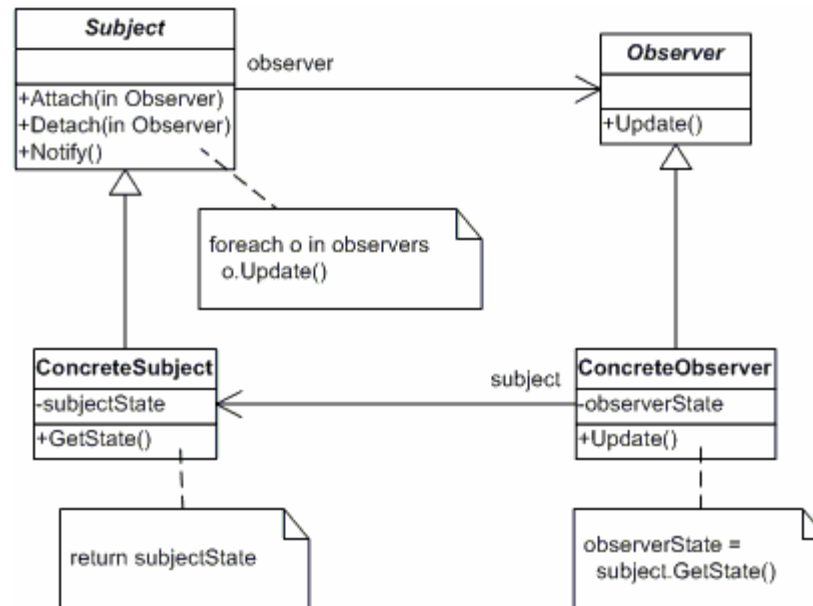 Subject
observer
Observer
+Attach(in Observer)
+Detach(in Observer)
+Notify()
+Update()
foreach o in observers
o.Update()
ConcreteSubject
-subjectState
+GetState()
subject
ConcreteObserver
-observerState
+Update()
return subjectState
observerState =
subject.GetState()